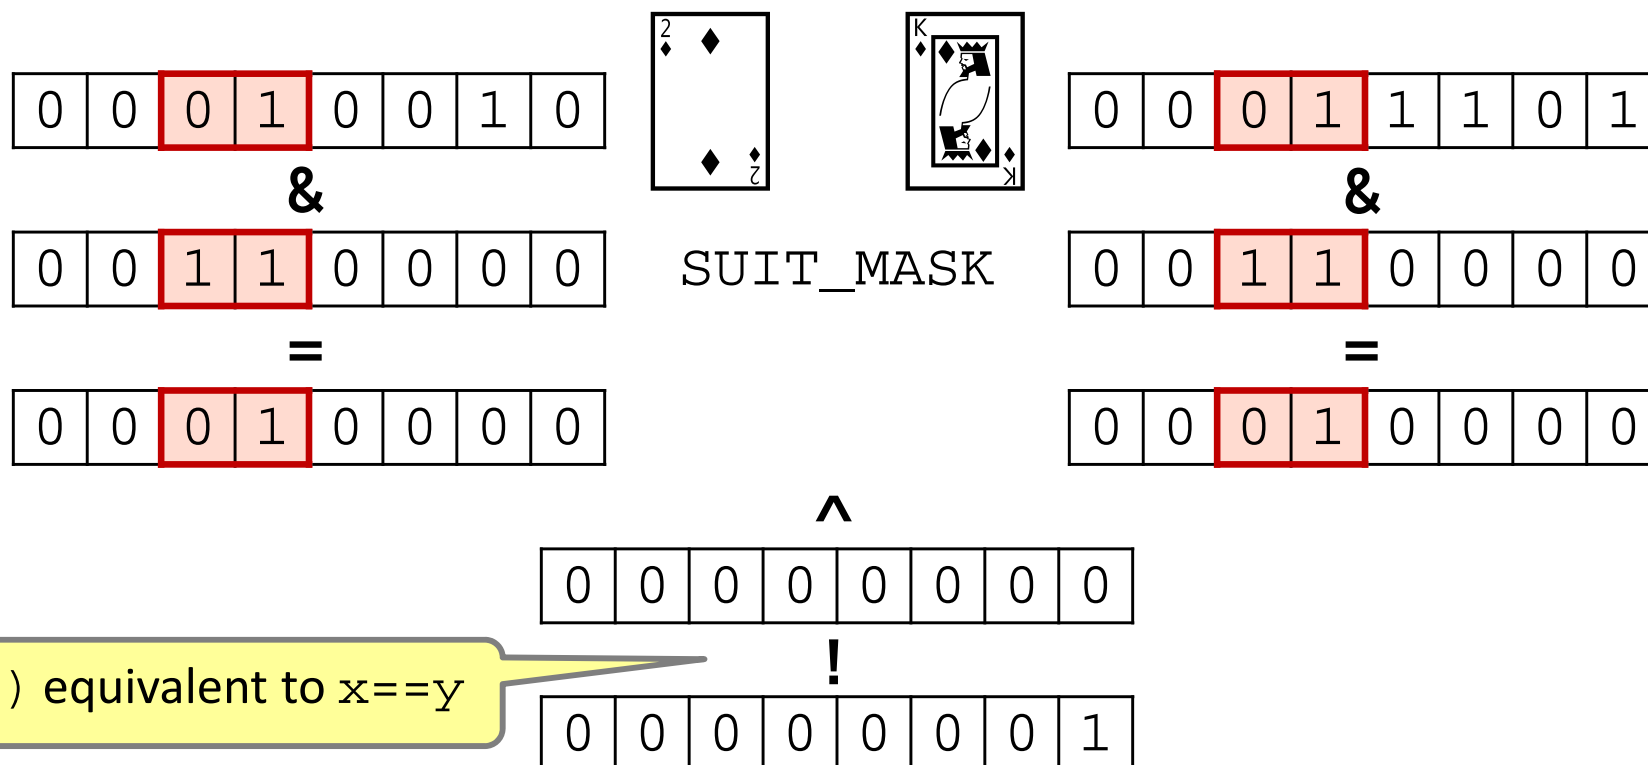 2 K
0 0 0 1 0 0 1 0 0 0 0 1 1 1 0 1
2 K
& &
0 0 1 1 0 0 0 0 SUIT_MASK 0 0 1 1 0 0 0 0
= =
0 0 0 1 0 0 0 0 0 0 0 1 0 0 0 0
^
0 0 0 0 0 0 0 0
!
) equivalent to x==y
0 0 0 0 0 0 0 1